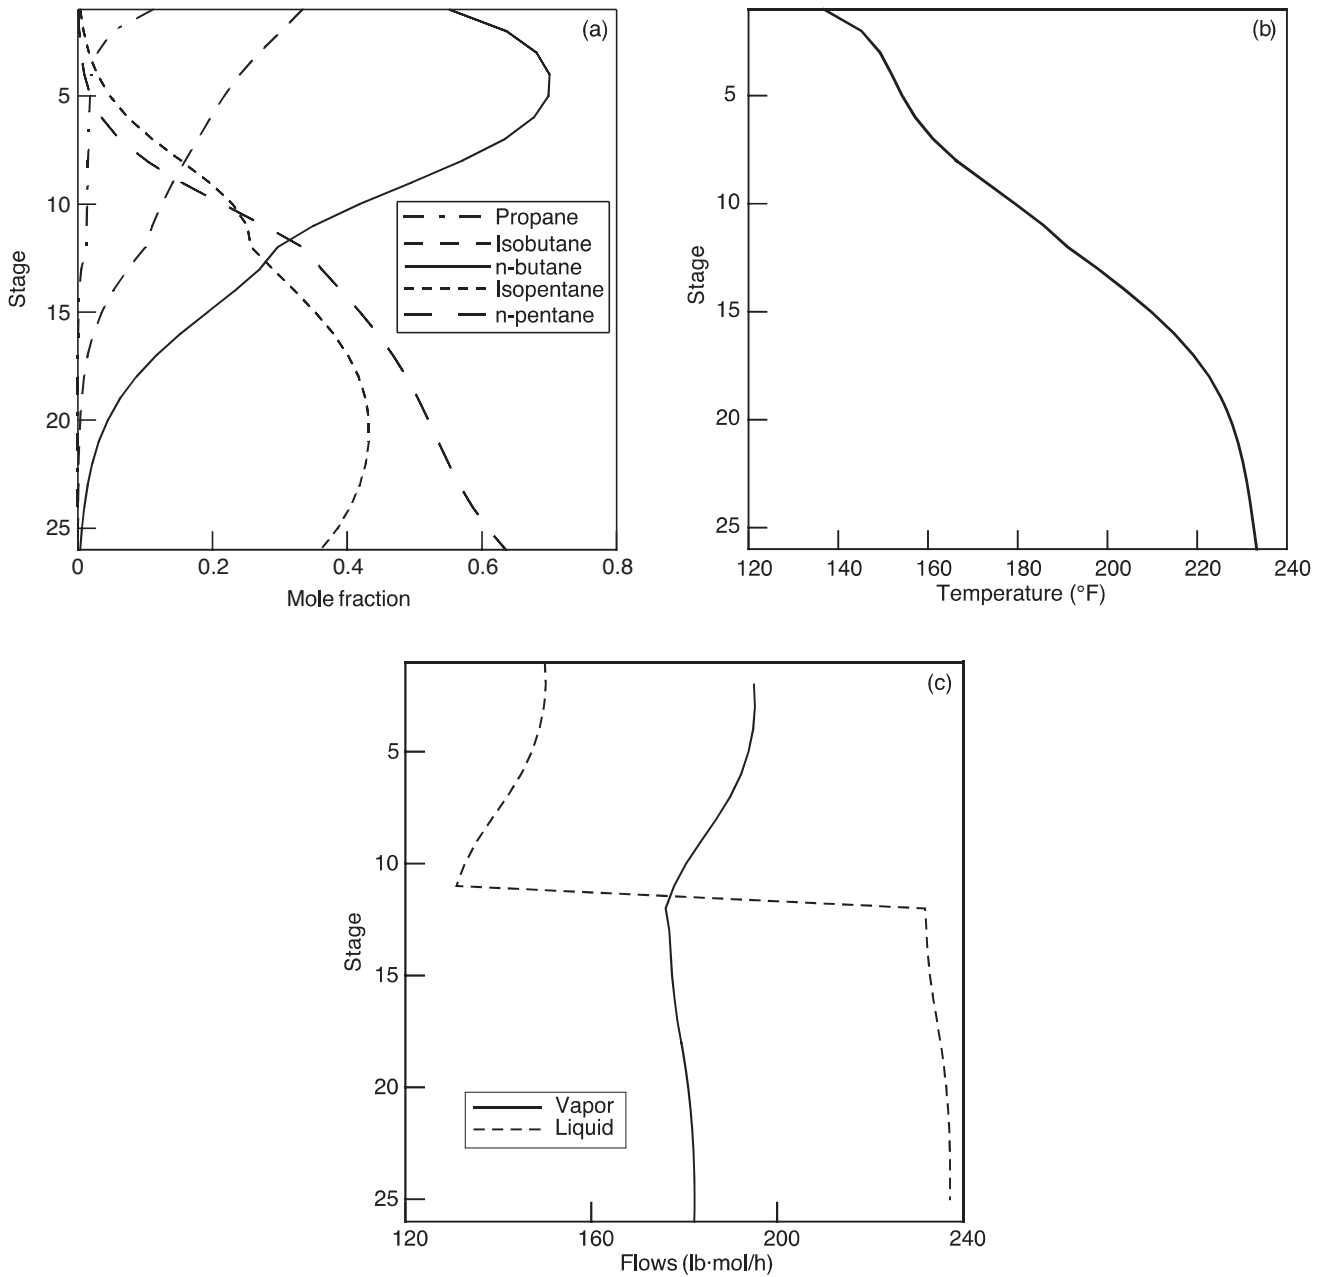 (a)
5
10
15
20
25
Stage
Propane
Isobutane
n-butane
Isopentane
n-pentane
0
0.2
0.4
0.6
0.8
Mole fraction
(b)
5
10
15
20
25
Stage
120
140
160
180
200
220
240
Temperature (°F)
(c)
5
10
15
20
25
Stage
Vapor
Liquid
120
160
200
240
Flows (lb·mol/h)